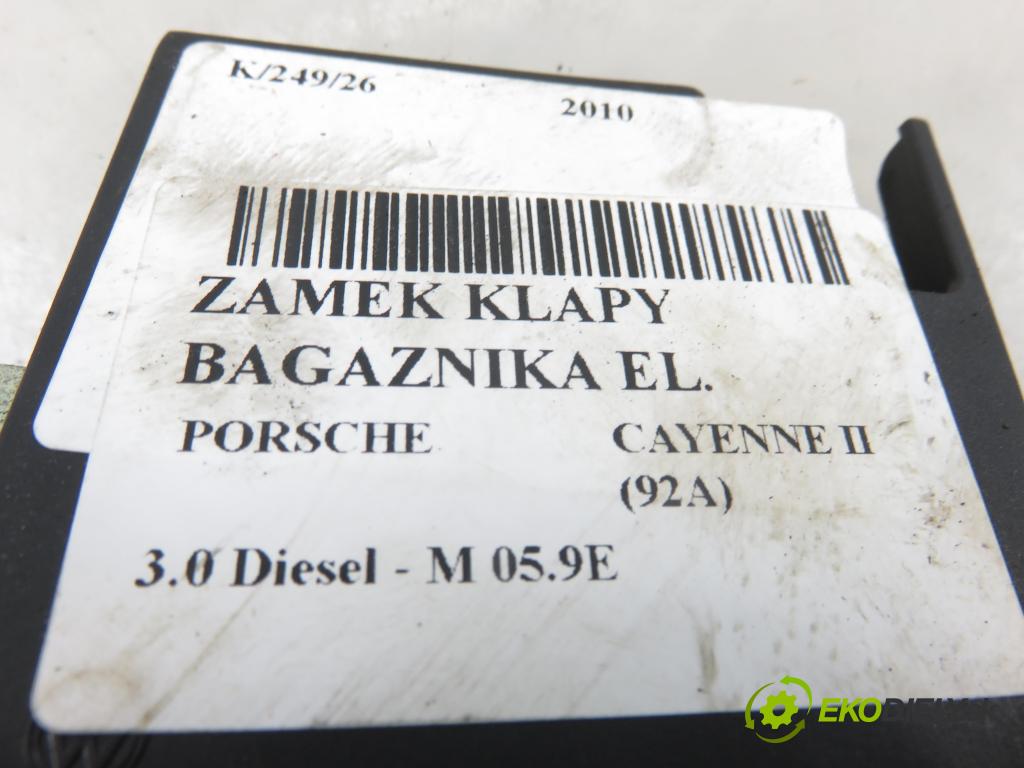 K/249/26 2010
ZAMEK KLAPY
BAGAZNIKA EL.
PORSCHE CAYENNE II
(92A)
3.0 Diesel - M 05.9E